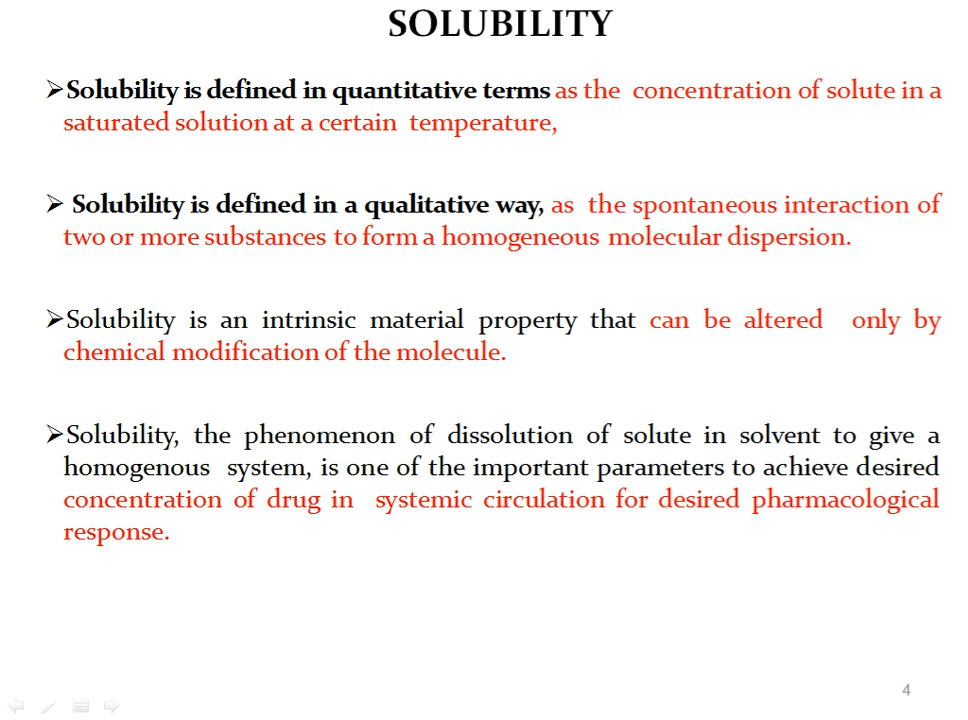 SOLUBILITY
➢Solubility is defined in quantitative terms as the concentration of solute in a
saturated solution at a certain temperature,
➢ Solubility is defined in a qualitative way, as the spontaneous interaction of
two or more substances to form a homogeneous molecular dispersion.
➢Solubility is an intrinsic material property that can be altered only by
chemical modification of the molecule.
➢Solubility, the phenomenon of dissolution of solute in solvent to give a
homogenous system, is one of the important parameters to achieve desired
concentration of drug in systemic circulation for desired pharmacological
response.
4